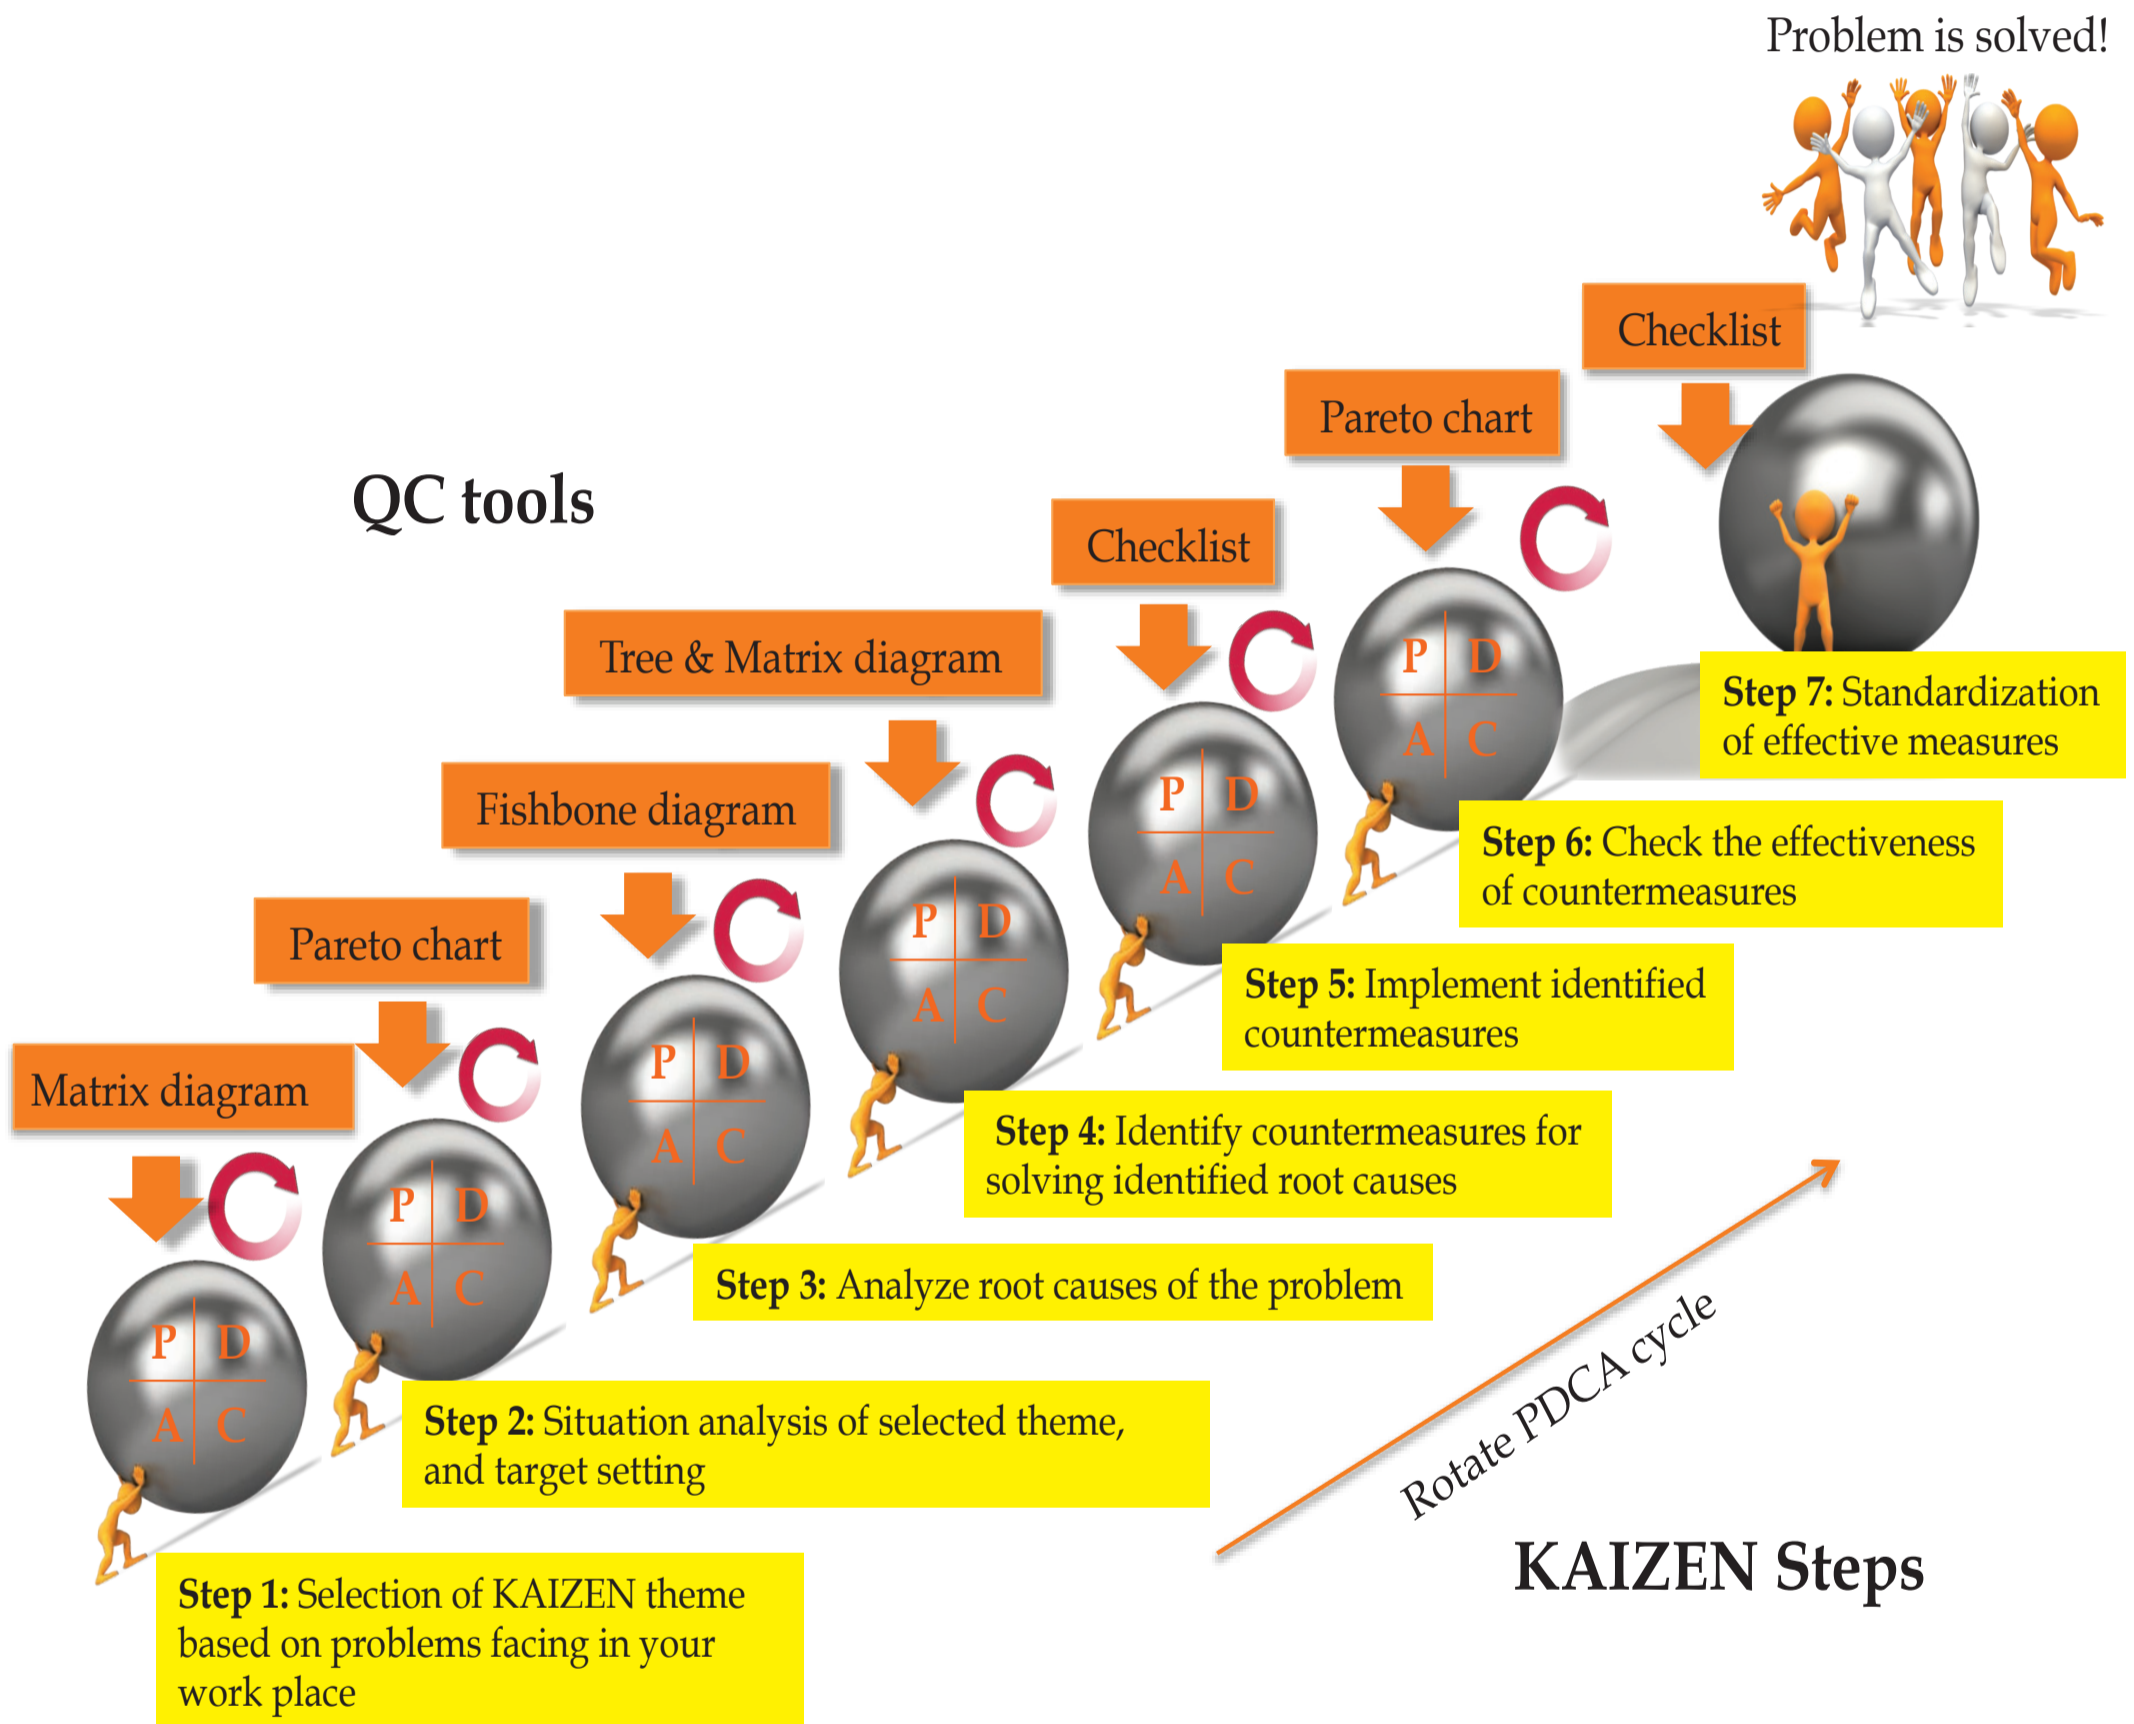 Problem is solved!
Checklist
Pareto chart
QC tools
Checklist
Tree & Matrix diagram
Fishbone diagram
Pareto chart
Matrix diagram
P D
A C
P D
A C
P D
A C
P D
A C
P D
A C
P D
A C
Step 7: Standardization
of effective measures
Step 6: Check the effectiveness
of countermeasures
Step 5: Implement identified
countermeasures
Step 4: Identify countermeasures for
solving identified root causes
Step 3: Analyze root causes of the problem
Step 2: Situation analysis of selected theme,
and target setting
Step 1: Selection of KAIZEN theme
based on problems facing in your
work place
Rotate PDCA cycle
KAIZEN Steps